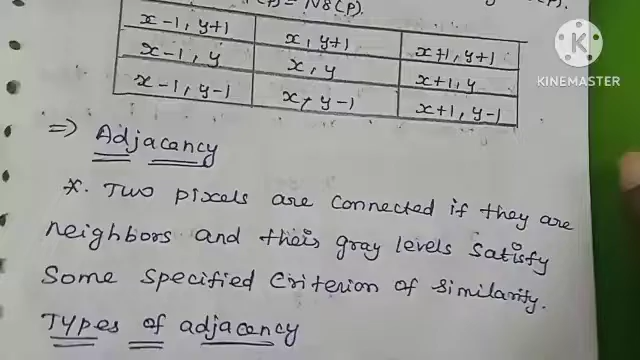 = N8(p).
x-1, y+1 x, y+1 x+1, y+1
x-1, y x, y x+1, y
x-1, y-1 x, y-1 x+1, y-1
KINEMASTER
⇒ Adjacency
*. Two pixels are connected if they are
neighbors and their gray levels satisfy
Some specified criterion of similarity.
Types of adjacency